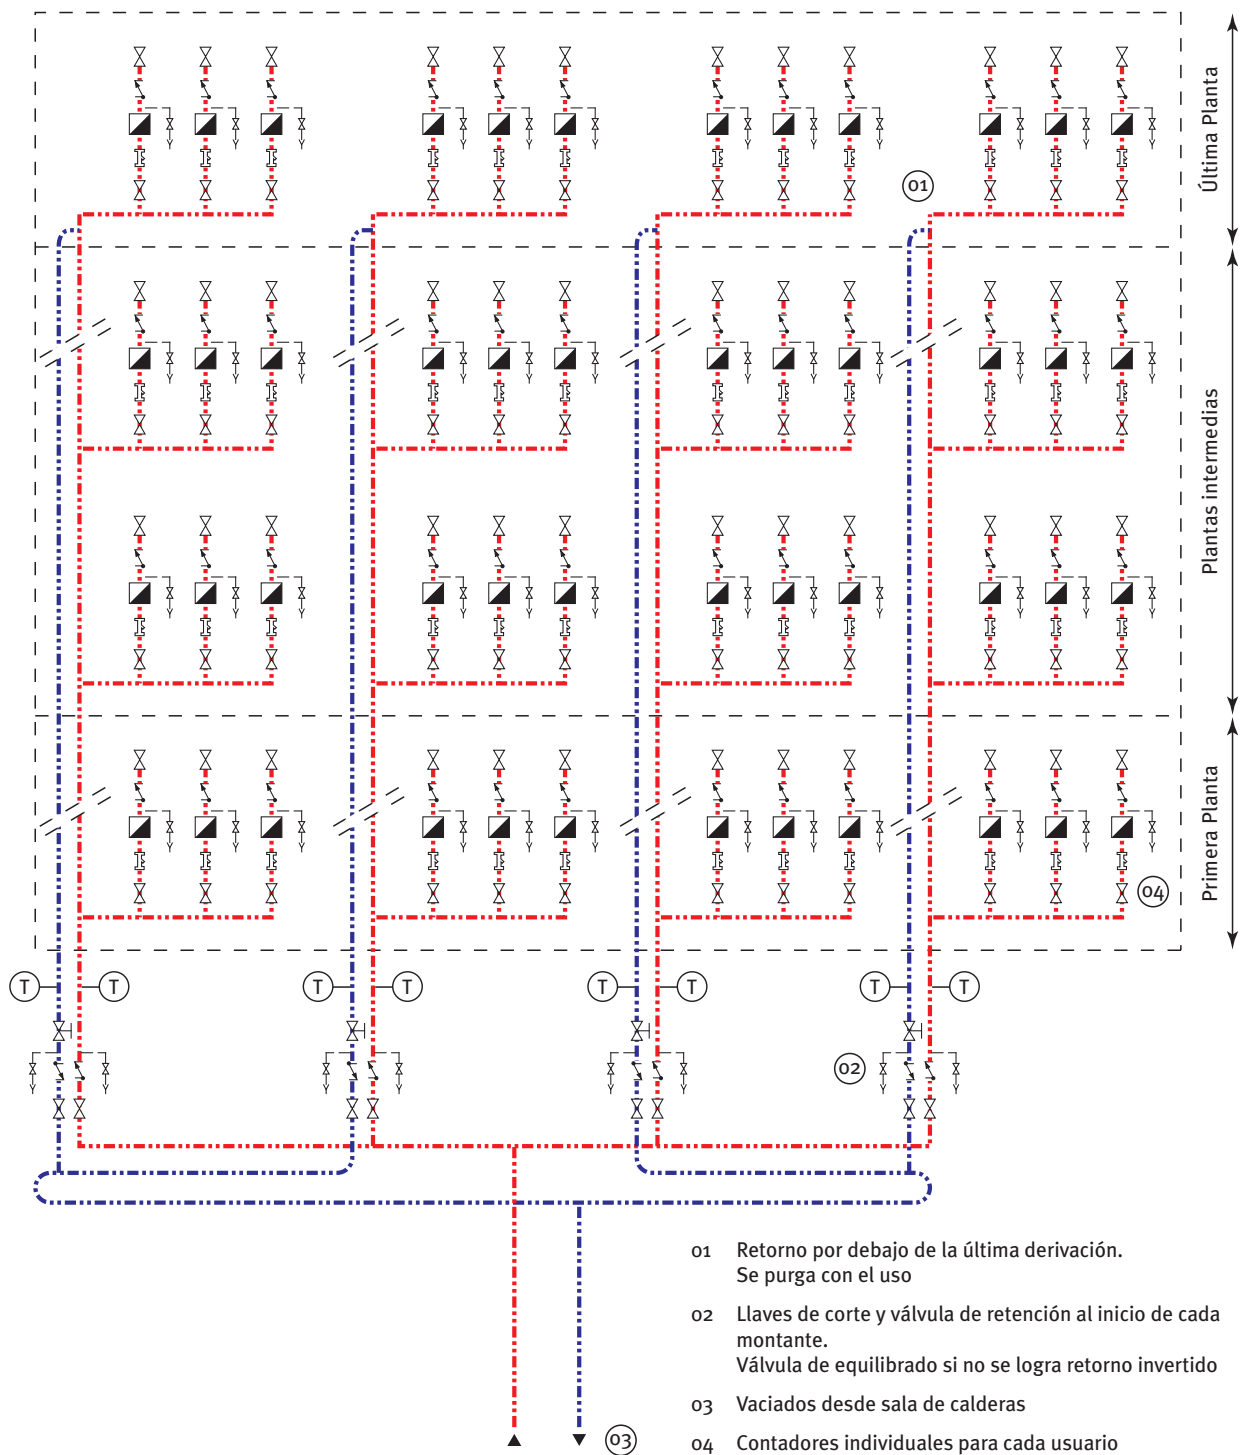 Última Planta
01
Plantas intermedias
Primera Planta
04
T T T T T T T T
02
01 Retorno por debajo de la última derivación.
Se purga con el uso
02 Llaves de corte y válvula de retención al inicio de cada
montante.
Válvula de equilibrado si no se logra retorno invertido
03 Vaciados desde sala de calderas
03
04 Contadores individuales para cada usuario